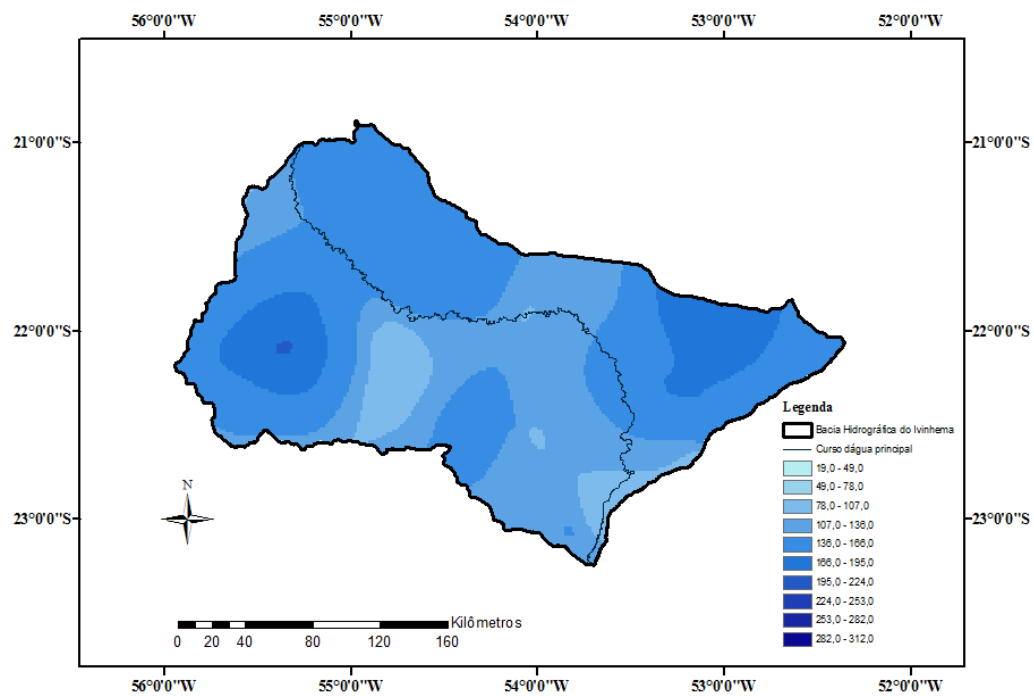 56°0'0"W 55°0'0"W 54°0'0"W 53°0'0"W 52°0'0"W
21°0'0"S 21°0'0"S
22°0'0"S 22°0'0"S
Legenda
Bacia Hidrográfica do Ivinhema
Curso dágua principal
19,0 - 49,0
49,0 - 78,0
N
78,0 - 107,0
23°0'0"S 23°0'0"S
107,0 - 136,0
136,0 - 166,0
166,0 - 195,0
195,0 - 224,0
224,0 - 253,0
253,0 - 282,0
282,0 - 312,0
Kilômetros
0 20 40 80 120 160
56°0'0"W 55°0'0"W 54°0'0"W 53°0'0"W 52°0'0"W